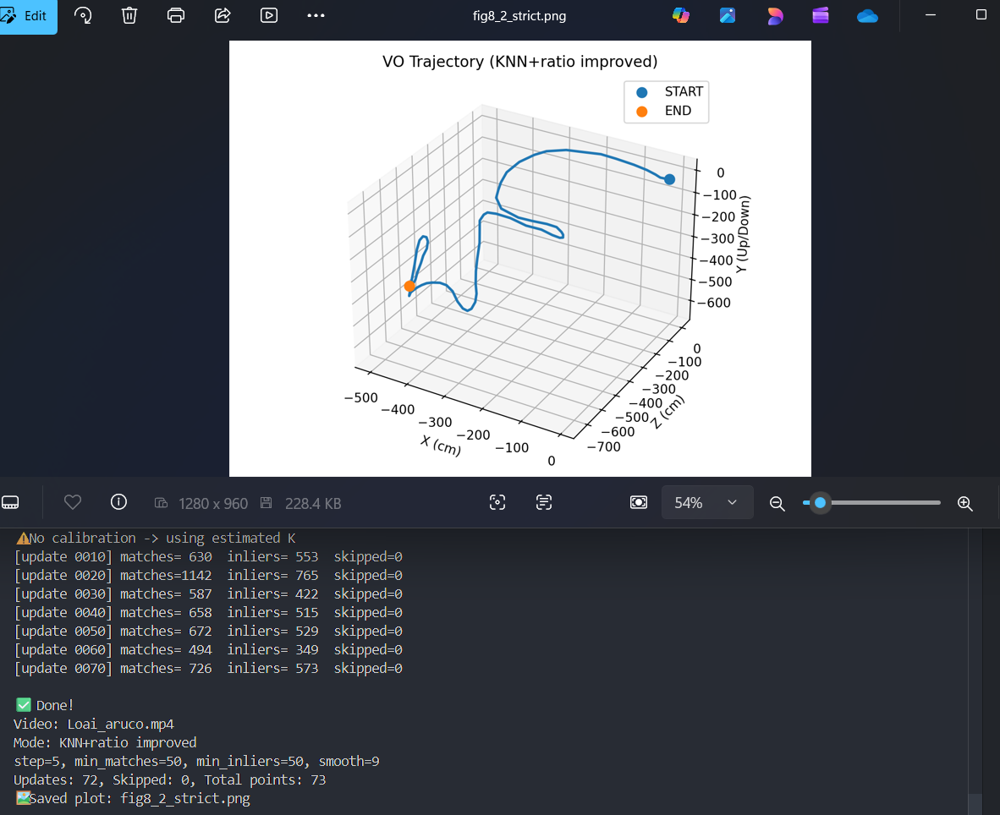 Edit
fig8_2_strict.png
VO Trajectory (KNN+ratio improved)
START
END
0
−100
−200
−300
−400
−500
−600
Y (Up/Down)
0
−100
−200
−300
−400
−500
−600
−700
Z (cm)
−500
−400
−300
−200
−100
0
X (cm)
1280 x 960
228.4 KB
54%
No calibration -> using estimated K
[update 0010] matches= 630  inliers= 553  skipped=0
[update 0020] matches=1142  inliers= 765  skipped=0
[update 0030] matches= 587  inliers= 422  skipped=0
[update 0040] matches= 658  inliers= 515  skipped=0
[update 0050] matches= 672  inliers= 529  skipped=0
[update 0060] matches= 494  inliers= 349  skipped=0
[update 0070] matches= 726  inliers= 573  skipped=0
Done!
Video: Loai_aruco.mp4
Mode: KNN+ratio improved
step=5, min_matches=50, min_inliers=50, smooth=9
Updates: 72, Skipped: 0, Total points: 73
Saved plot: fig8_2_strict.png